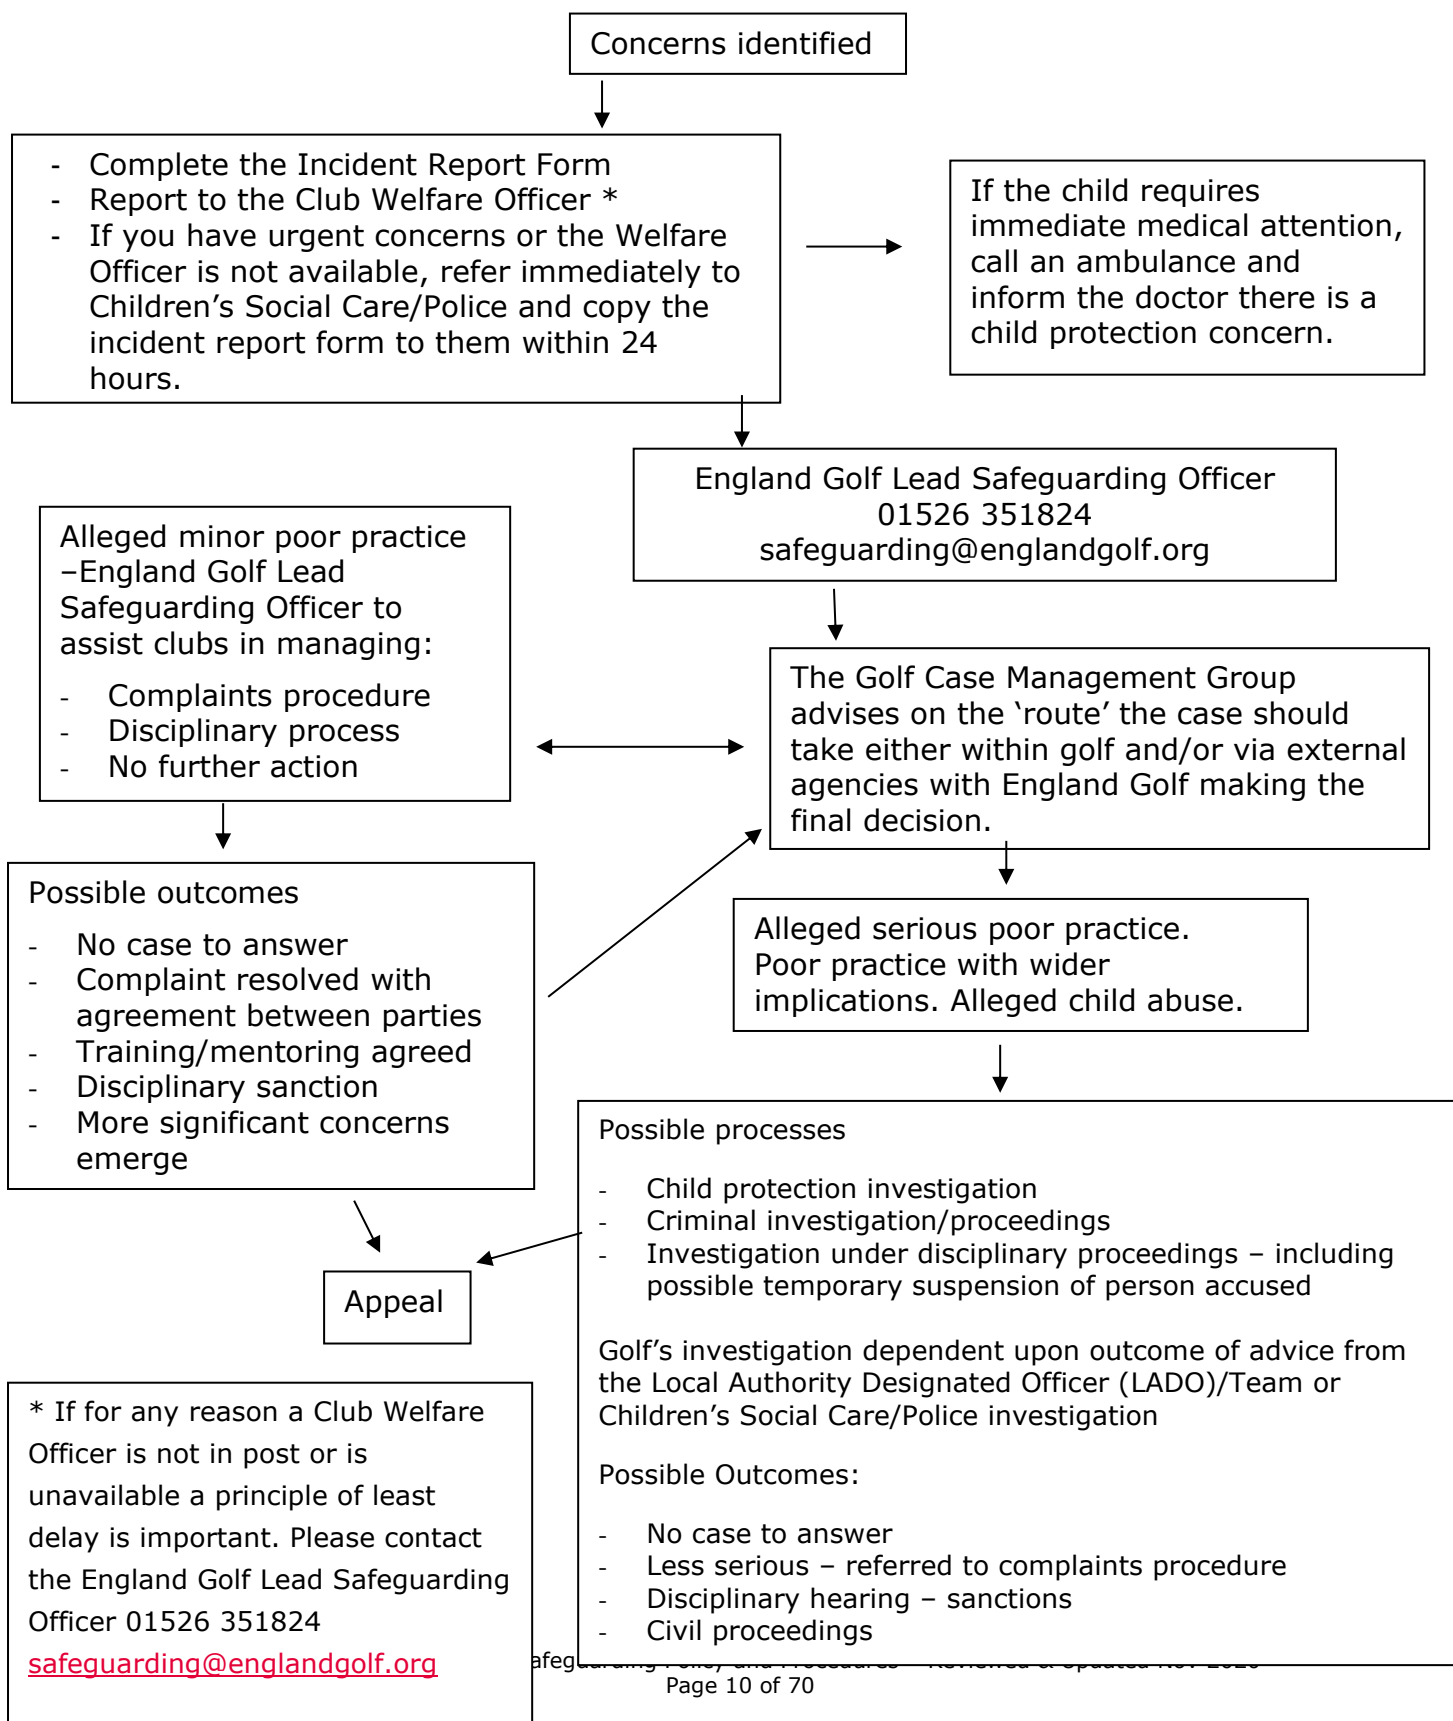 Concerns identified
- Complete the Incident Report Form
- Report to the Club Welfare Officer *
- If you have urgent concerns or the Welfare
Officer is not available, refer immediately to
Children’s Social Care/Police and copy the
incident report form to them within 24
hours.
If the child requires
immediate medical attention,
call an ambulance and
inform the doctor there is a
child protection concern.
England Golf Lead Safeguarding Officer
01526 351824
safeguarding@englandgolf.org
Alleged minor poor practice
–England Golf Lead
Safeguarding Officer to
assist clubs in managing:
- Complaints procedure
- Disciplinary process
- No further action
The Golf Case Management Group
advises on the ‘route’ the case should
take either within golf and/or via external
agencies with England Golf making the
final decision.
Possible outcomes
- No case to answer
- Complaint resolved with
agreement between parties
- Training/mentoring agreed
- Disciplinary sanction
- More significant concerns
emerge
Alleged serious poor practice.
Poor practice with wider
implications. Alleged child abuse.
Possible processes
- Child protection investigation
- Criminal investigation/proceedings
- Investigation under disciplinary proceedings – including
possible temporary suspension of person accused
Golf’s investigation dependent upon outcome of advice from
the Local Authority Designated Officer (LADO)/Team or
Children’s Social Care/Police investigation
Possible Outcomes:
- No case to answer
- Less serious – referred to complaints procedure
- Disciplinary hearing – sanctions
- Civil proceedings
Appeal
* If for any reason a Club Welfare
Officer is not in post or is
unavailable a principle of least
delay is important. Please contact
the England Golf Lead Safeguarding
Officer 01526 351824
safeguarding@englandgolf.org
Page 10 of 70